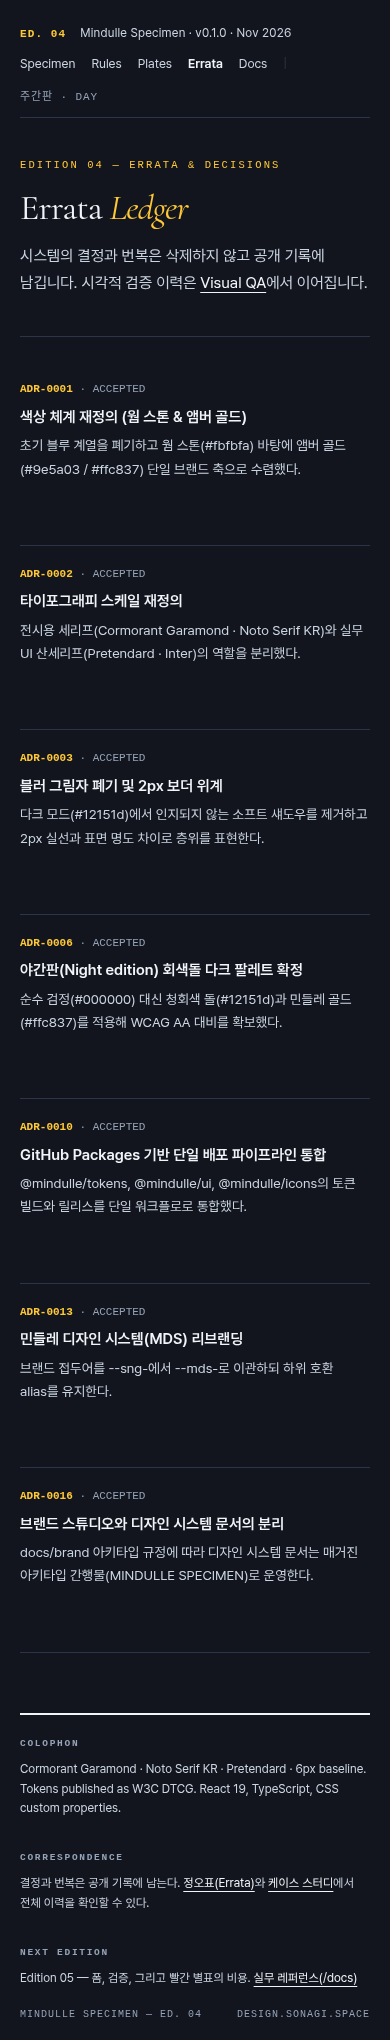 ED. 04 Mindulle Specimen · v0.1.0 · Nov 2026
Specimen Rules Plates Errata Docs
주간판 · DAY
EDITION 04 — ERRATA & DECISIONS
Errata Ledger
시스템의 결정과 번복은 삭제하지 않고 공개 기록에
남깁니다. 시각적 검증 이력은 Visual QA에서 이어집니다.
ADR-0001 · ACCEPTED
색상 체계 재정의 (웜 스톤 & 앰버 골드)
초기 블루 계열을 폐기하고 웜 스톤(#fbfbfa) 바탕에 앰버 골드
(#9e5a03 / #ffc837) 단일 브랜드 축으로 수렴했다.
ADR-0002 · ACCEPTED
타이포그래피 스케일 재정의
전시용 세리프(Cormorant Garamond · Noto Serif KR)와 실무
UI 산세리프(Pretendard · Inter)의 역할을 분리했다.
ADR-0003 · ACCEPTED
블러 그림자 폐기 및 2px 보더 위계
다크 모드(#12151d)에서 인지되지 않는 소프트 섀도우를 제거하고
2px 실선과 표면 명도 차이로 층위를 표현한다.
ADR-0006 · ACCEPTED
야간판(Night edition) 회색돌 다크 팔레트 확정
순수 검정(#000000) 대신 청회색 돌(#12151d)과 민들레 골드
(#ffc837)를 적용해 WCAG AA 대비를 확보했다.
ADR-0010 · ACCEPTED
GitHub Packages 기반 단일 배포 파이프라인 통합
@mindulle/tokens, @mindulle/ui, @mindulle/icons의 토큰
빌드와 릴리스를 단일 워크플로로 통합했다.
ADR-0013 · ACCEPTED
민들레 디자인 시스템(MDS) 리브랜딩
브랜드 접두어를 --sng-에서 --mds-로 이관하되 하위 호환
alias를 유지한다.
ADR-0016 · ACCEPTED
브랜드 스튜디오와 디자인 시스템 문서의 분리
docs/brand 아키타입 규정에 따라 디자인 시스템 문서는 매거진
아키타입 간행물(MINDULLE SPECIMEN)로 운영한다.
COLOPHON
Cormorant Garamond · Noto Serif KR · Pretendard · 6px baseline.
Tokens published as W3C DTCG. React 19, TypeScript, CSS
custom properties.
CORRESPONDENCE
결정과 번복은 공개 기록에 남는다. 정오표(Errata)와 케이스 스터디에서
전체 이력을 확인할 수 있다.
NEXT EDITION
Edition 05 — 폼, 검증, 그리고 빨간 별표의 비용. 실무 레퍼런스(/docs)
MINDULLE SPECIMEN — ED. 04 DESIGN.SONAGI.SPACE